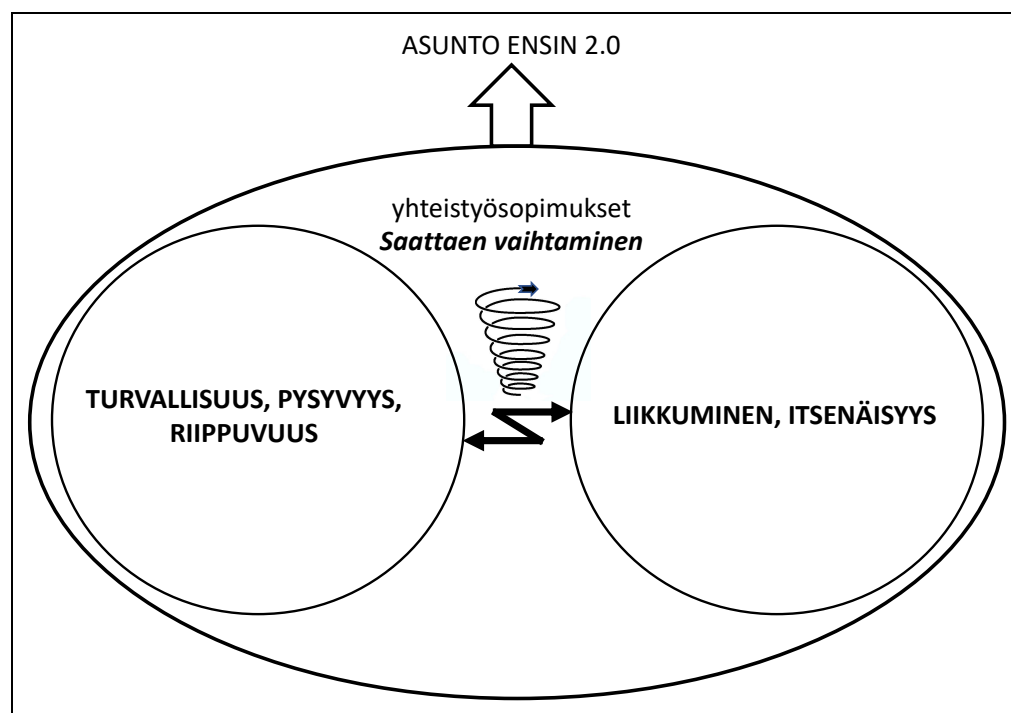 ASUNTO ENSIN 2.0
yhteistyösopimukset
Saattaen vaihtaminen
TURVALLISUUS, PYSYVYYS,
RIIPPUVUUS
LIIKKUMINEN, ITSENÄISYYS